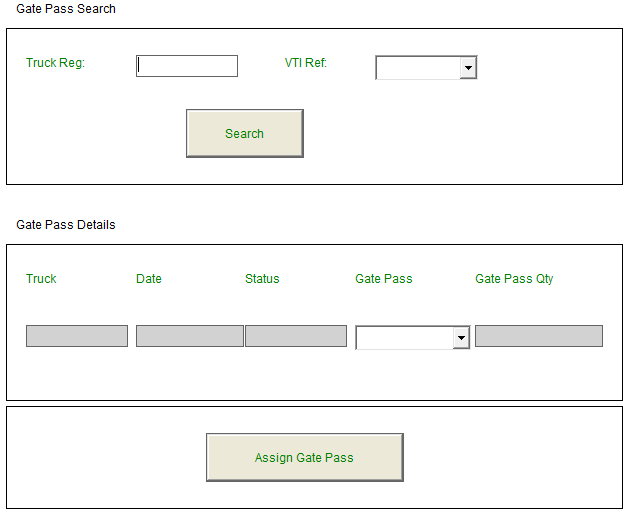 Gate Pass Search
Truck Reg: VTI Ref:
Search
Gate Pass Details
Truck Date Status Gate Pass Gate Pass Qty
Assign Gate Pass